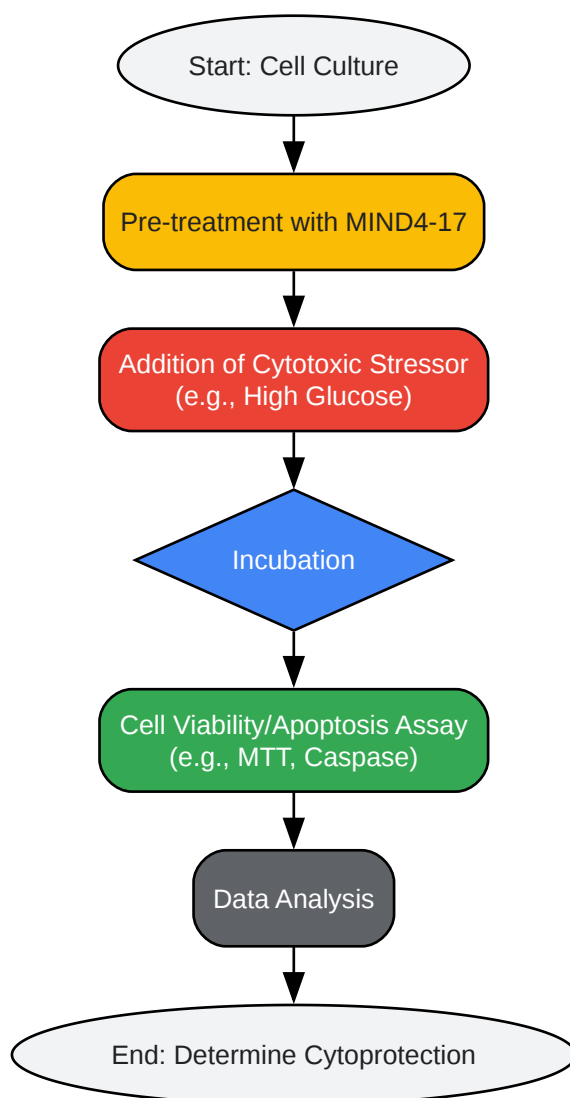 Start: Cell Culture
Pre-treatment with MIND4-17
Addition of Cytotoxic Stressor
(e.g., High Glucose)
Incubation
Cell Viability/Apoptosis Assay
(e.g., MTT, Caspase)
Data Analysis
End: Determine Cytoprotection